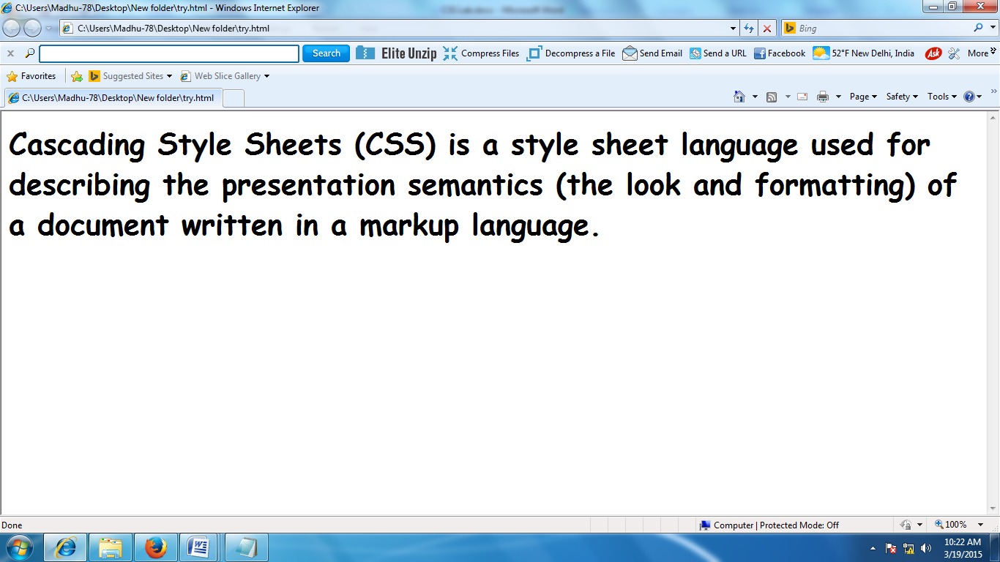 C:\Users\Madhu-78\Desktop\New folder\try.html - Windows Internet Explorer
C:\Users\Madhu-78\Desktop\New folder\try.html Bing
Search Elite Unzip Compress Files Decompress a File Send Email Send a URL Facebook 52°F New Delhi, India Ask More
Favorites Suggested Sites Web Slice Gallery
C:\Users\Madhu-78\Desktop\New folder\try.html Page Safety Tools
Cascading Style Sheets (CSS) is a style sheet language used for
describing the presentation semantics (the look and formatting) of
a document written in a markup language.
Done Computer | Protected Mode: Off 100%
10:22 AM
3/19/2015